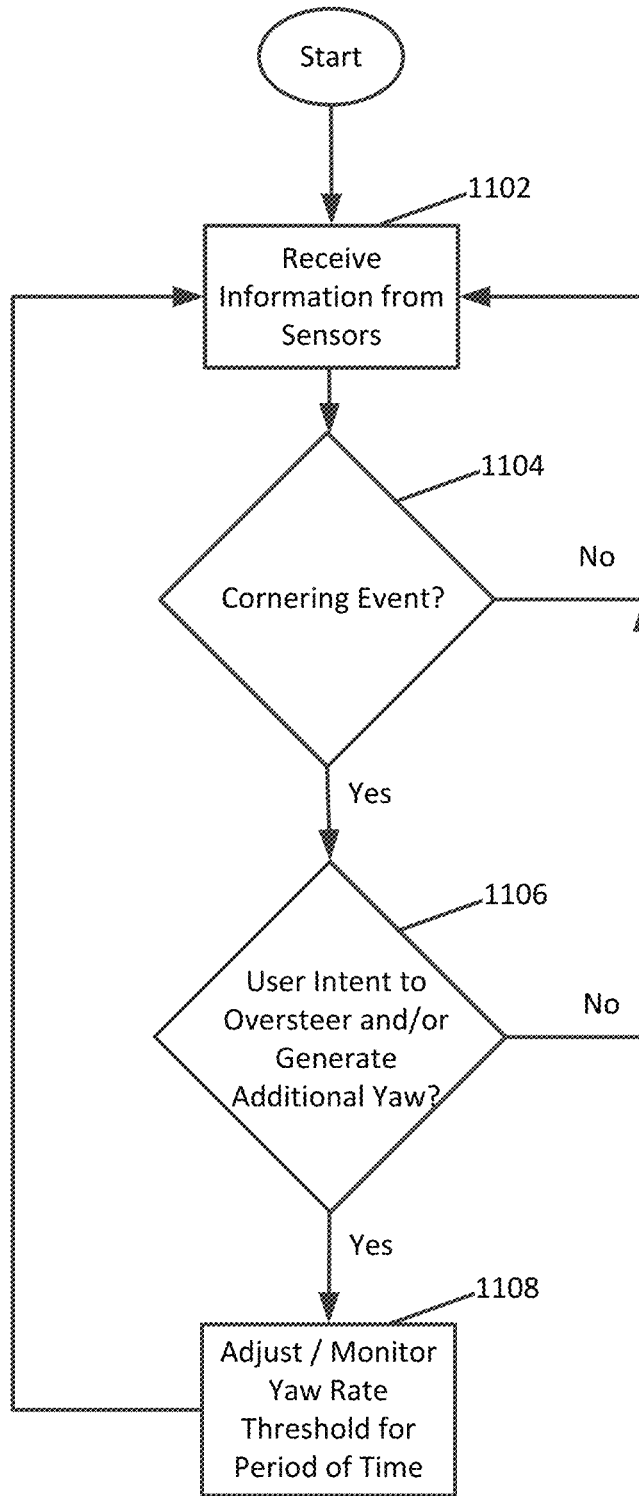 Start
1102
Receive
Information from
Sensors
1104
Cornering Event?
No
Yes
1106
User Intent to
Oversteer and/or
Generate
Additional Yaw?
No
Yes
1108
Adjust / Monitor
Yaw Rate
Threshold for
Period of Time